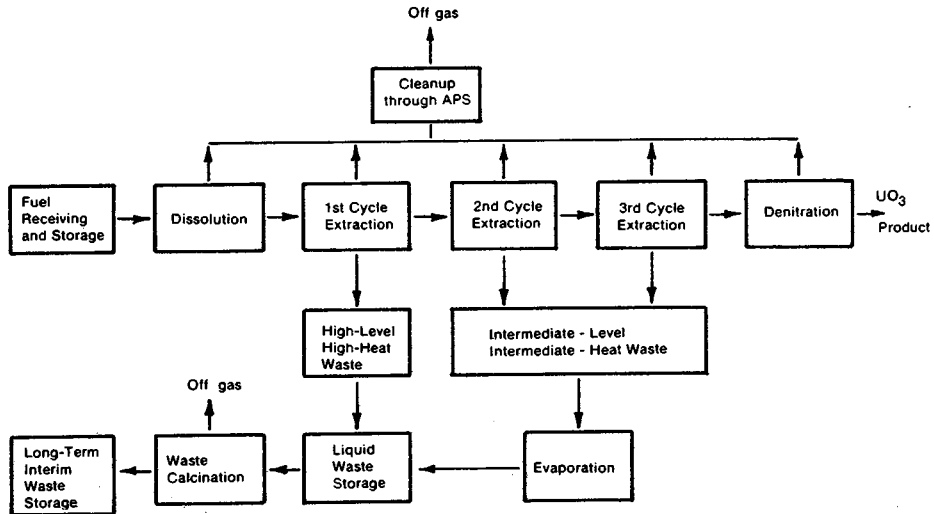 Off gas
Cleanup
through APS
Fuel
Receiving
and Storage
Dissolution
1st Cycle
Extraction
2nd Cycle
Extraction
3rd Cycle
Extraction
Denitration
UO3
Product
High-Level
High-Heat
Waste
Intermediate - Level
Intermediate - Heat Waste
Off gas
Long-Term
Interim
Waste
Storage
Waste
Calcination
Liquid
Waste
Storage
Evaporation